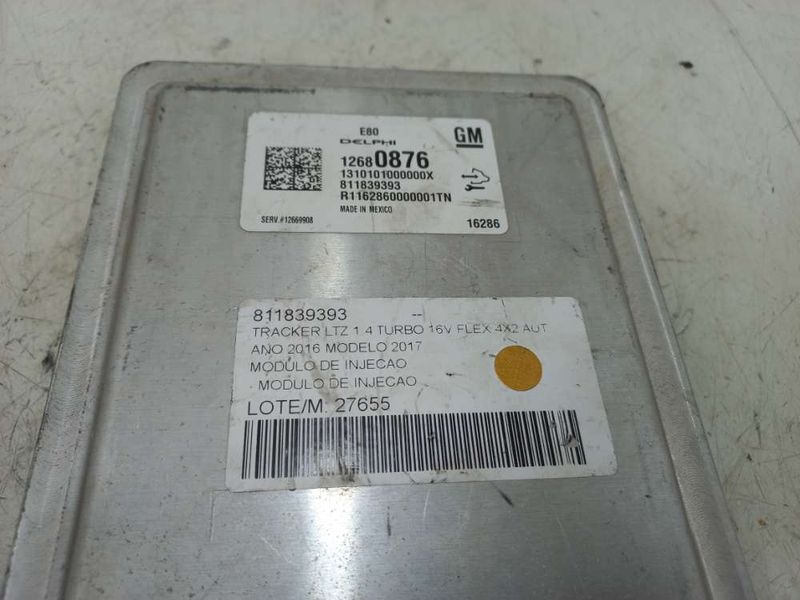 E80
DELPHI
GM
12680876
1310101000000X
811839393
R1162860000001TN
MADE IN MEXICO
SERV.#12669908
16286
811839393 --
TRACKER LTZ 1 4 TURBO 16V FLEX 4X2 AUT
ANO 2016 MODELO 2017
MODULO DE INJECAO
- MODULO DE INJECAO
LOTE/M: 27655